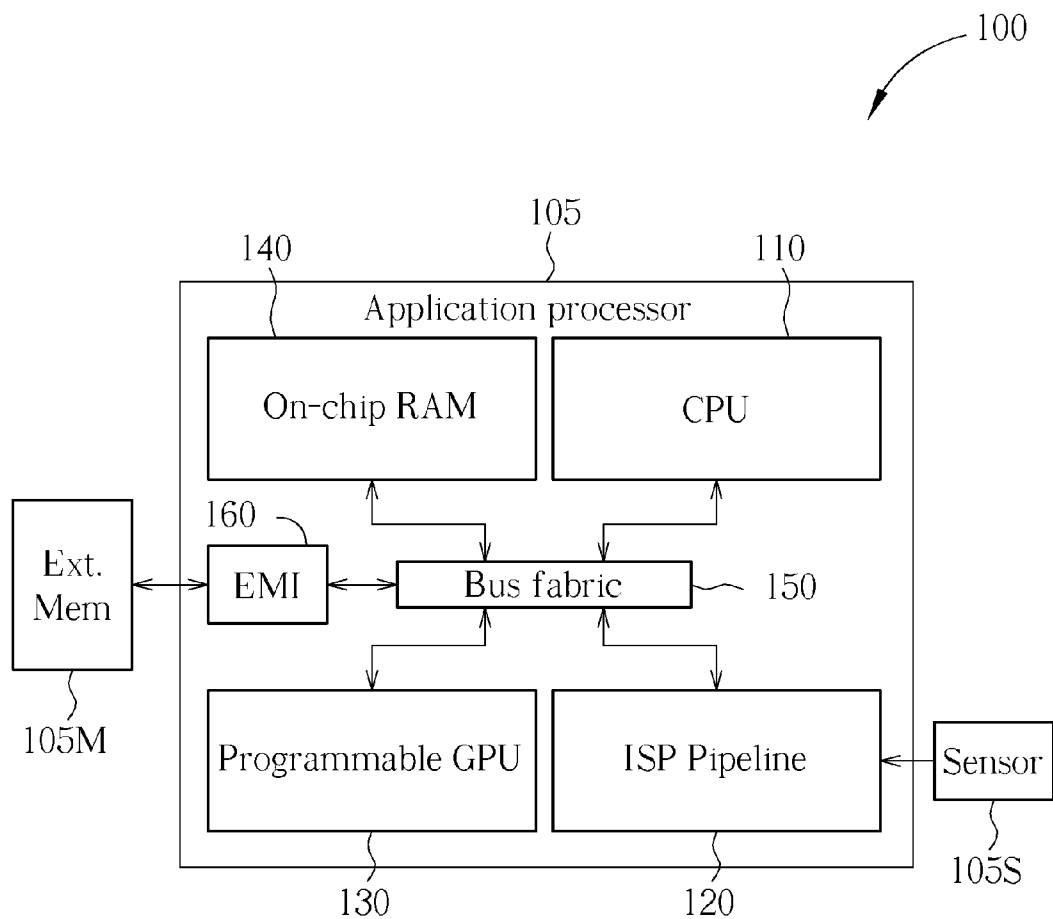 100
105
140
110
Application processor
On-chip RAM
CPU
160
Ext.
Mem
EMI
Bus fabric
150
105M
Programmable GPU
ISP Pipeline
Sensor
130
120
105S